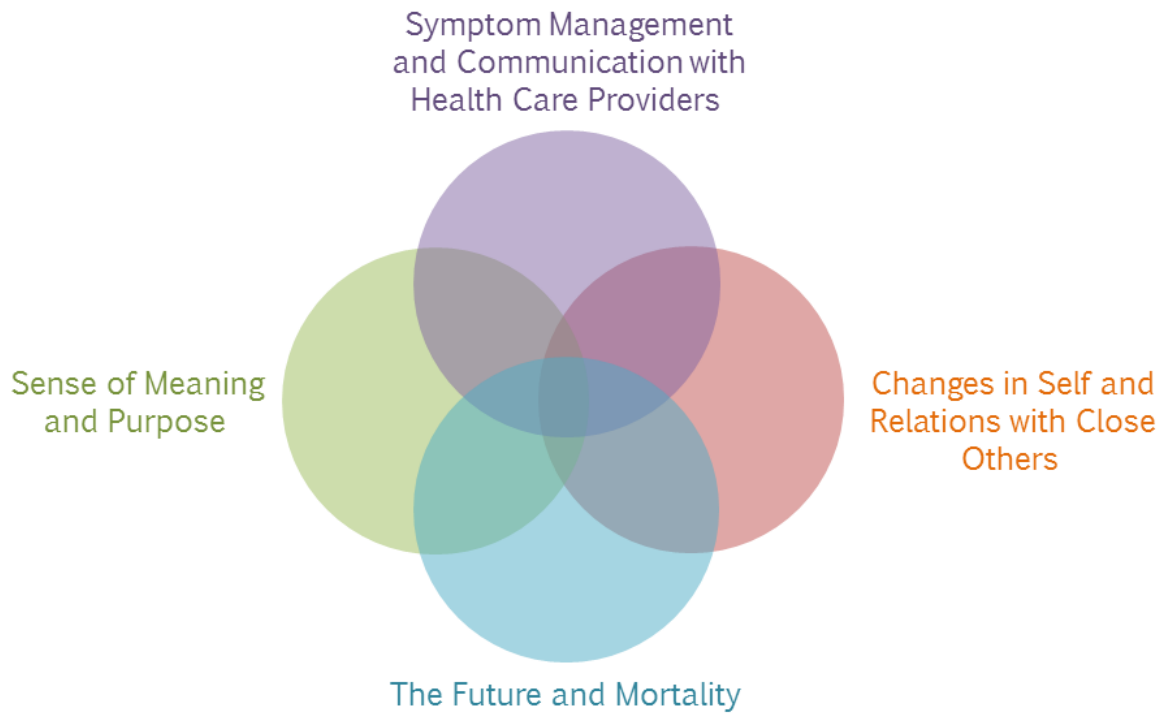 Symptom Management
and Communication with
Health Care Providers
Sense of Meaning
and Purpose
Changes in Self and
Relations with Close
Others
The Future and Mortality